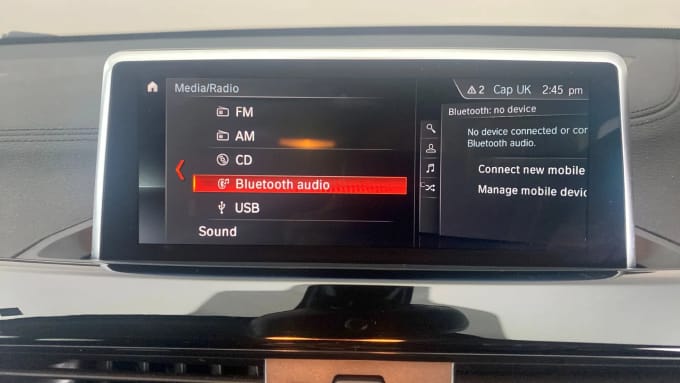 Media/Radio
2 Cap UK 2:45 pm
FM
AM
CD
Bluetooth audio
USB
Sound
Bluetooth: no device
No device connected or cor
Bluetooth audio.
Connect new mobile
Manage mobile devic